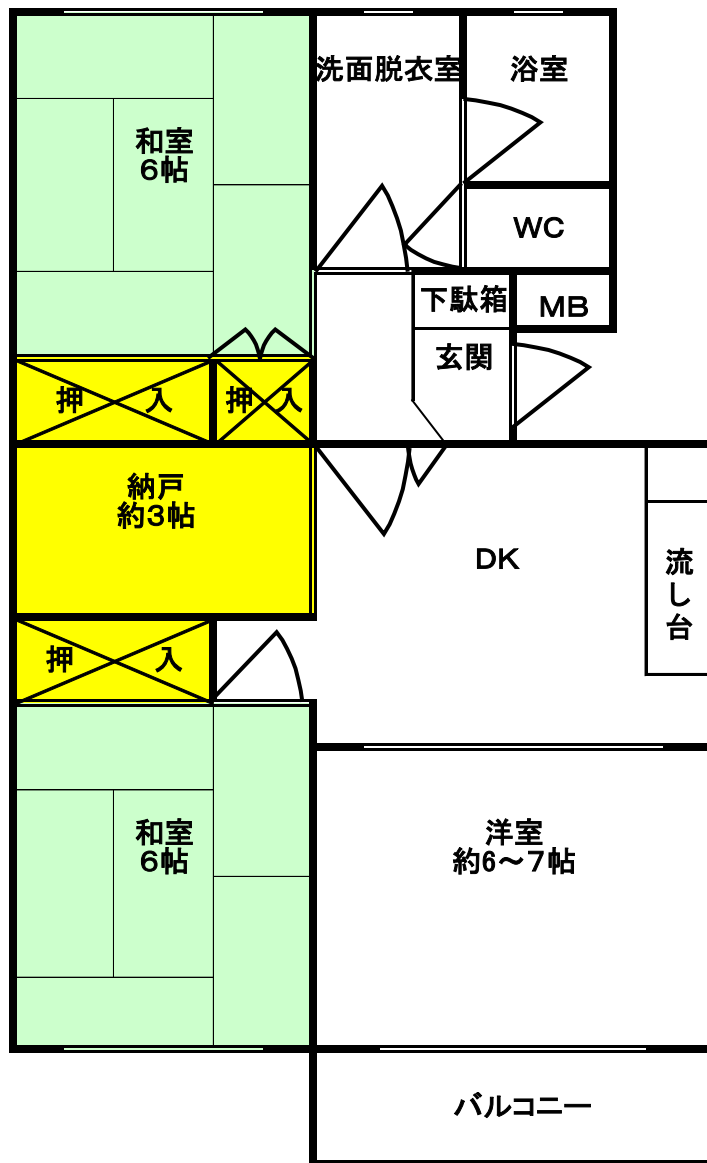 洗面脱衣室
浴室
和室
6帖
WC
下駄箱
MB
玄関
押入
押入
納戸
約3帖
DK
流し台
押入
和室
6帖
洋室
約6～7帖
バルコニー